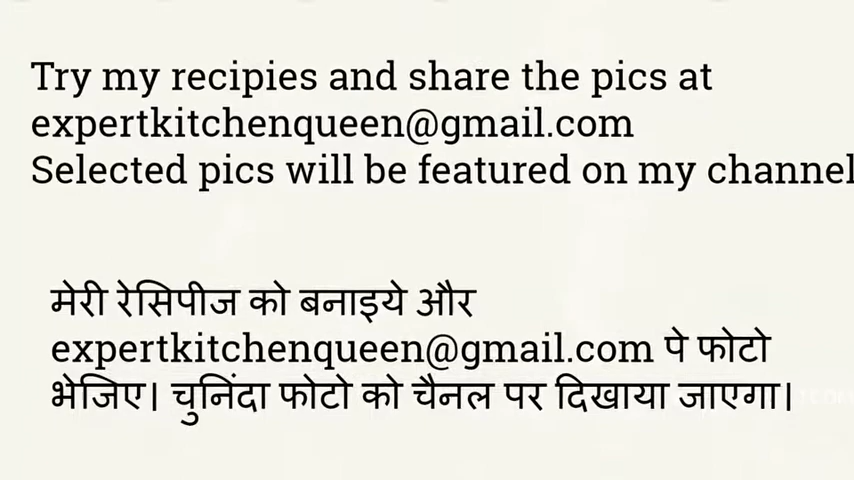 Try my recipies and share the pics at
expertkitchenqueen@gmail.com
Selected pics will be featured on my channel
मेरी रेसिपीज को बनाइये और
expertkitchenqueen@gmail.com पे फोटो
भेजिए। चुनिंदा फोटो को चैनल पर दिखाया जाएगा।